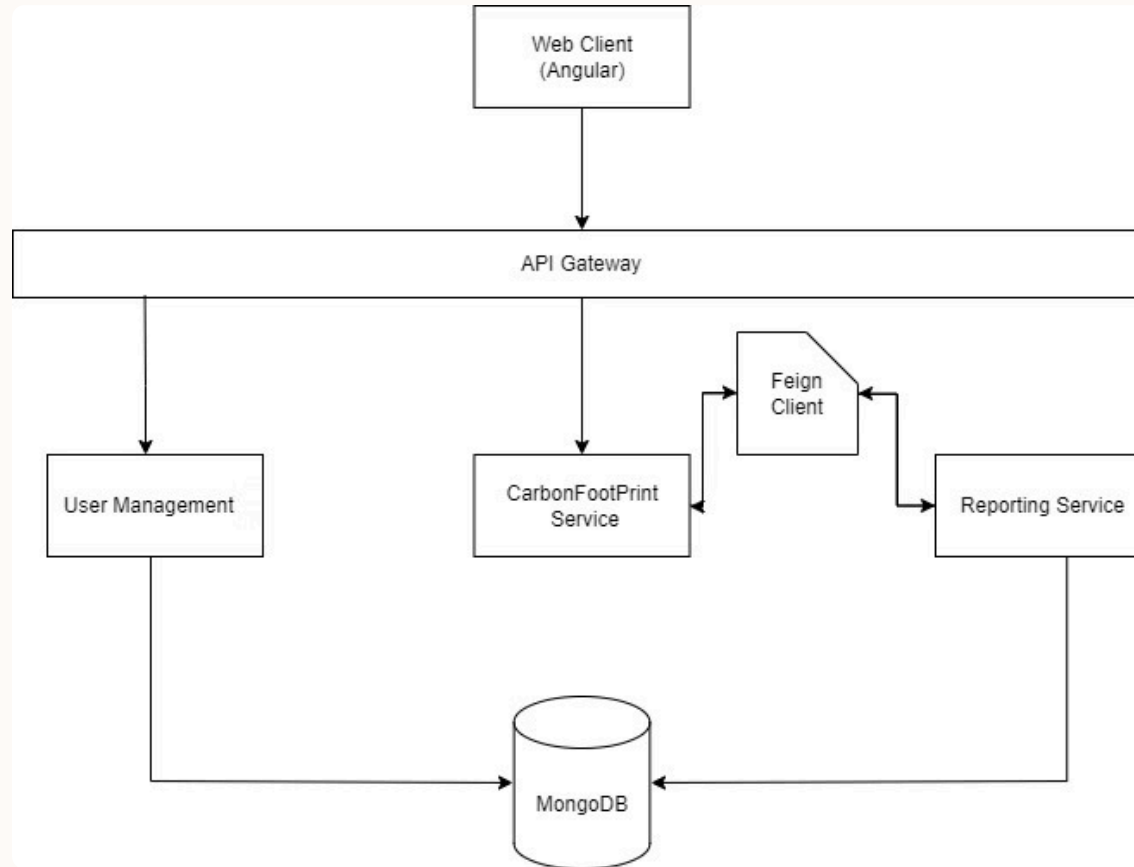 Web Client
(Angular)
API Gateway
Feign
Client
User Management
CarbonFootPrint
Service
Reporting Service
MongoDB